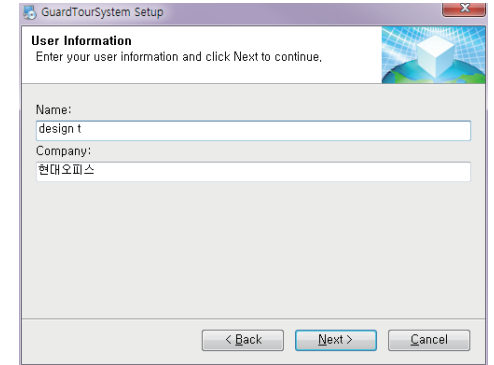 GuardTourSystem Setup
User Information
Enter your user information and click Next to continue.
Name:
design t
Company:
현대오피스
< Back Next > Cancel